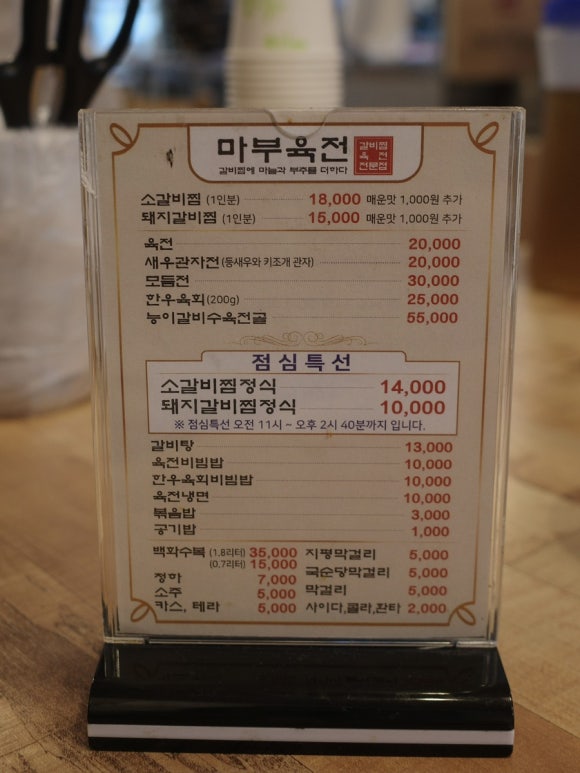 마부육전
갈비찜
육전
전문점
갈비찜에 마늘과 부추를 더하다
소갈비찜 (1인분) 18,000 매운맛 1,000원 추가
돼지갈비찜 (1인분) 15,000 매운맛 1,000원 추가
육전 20,000
새우관자전 (통새우와 키조개 관자) 20,000
모듬전 30,000
한우육회 (200g) 25,000
능이갈비수육전골 55,000
점심특선
소갈비찜정식 14,000
돼지갈비찜정식 10,000
※ 점심특선 오전 11시 ~ 오후 2시 40분까지 입니다.
갈비탕 13,000
육전비빔밥 10,000
한우육회비빔밥 10,000
육전냉면 10,000
볶음밥 3,000
공기밥 1,000
백화수복 (1.8리터) 35,000 지평막걸리 5,000
(0.7리터) 15,000 국순당막걸리 5,000
청하 7,000
소주 5,000 막걸리 5,000
카스, 테라 5,000 사이다,콜라,환타 2,000